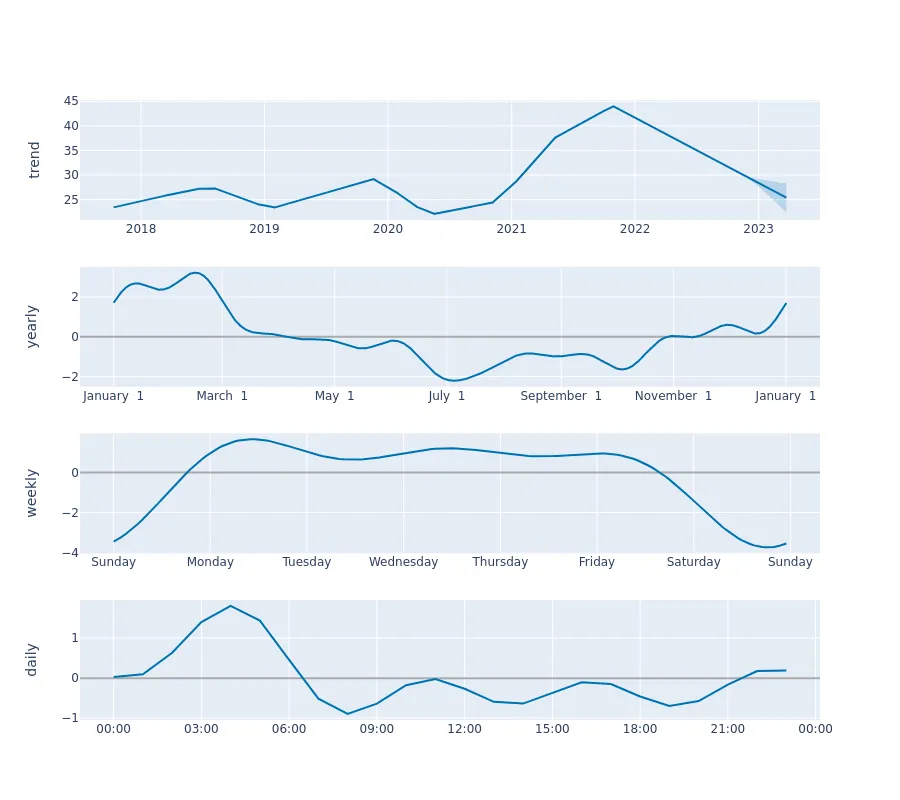 trend
45
40
35
30
25
2018 2019 2020 2021 2022 2023
yearly
2
0
−2
January 1 March 1 May 1 July 1 September 1 November 1 January 1
weekly
0
−2
−4
Sunday Monday Tuesday Wednesday Thursday Friday Saturday Sunday
daily
1
0
−1
00:00 03:00 06:00 09:00 12:00 15:00 18:00 21:00 00:00